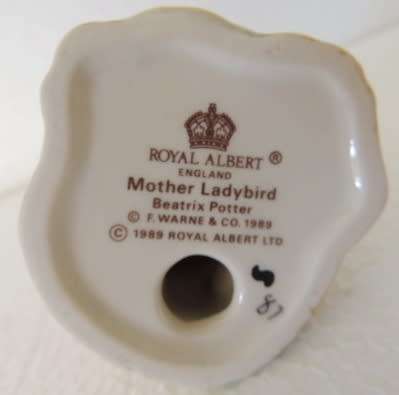 ROYAL ALBERT ®
ENGLAND
Mother Ladybird
Beatrix Potter
© F. WARNE & CO. 1989
© 1989 ROYAL ALBERT LTD
87